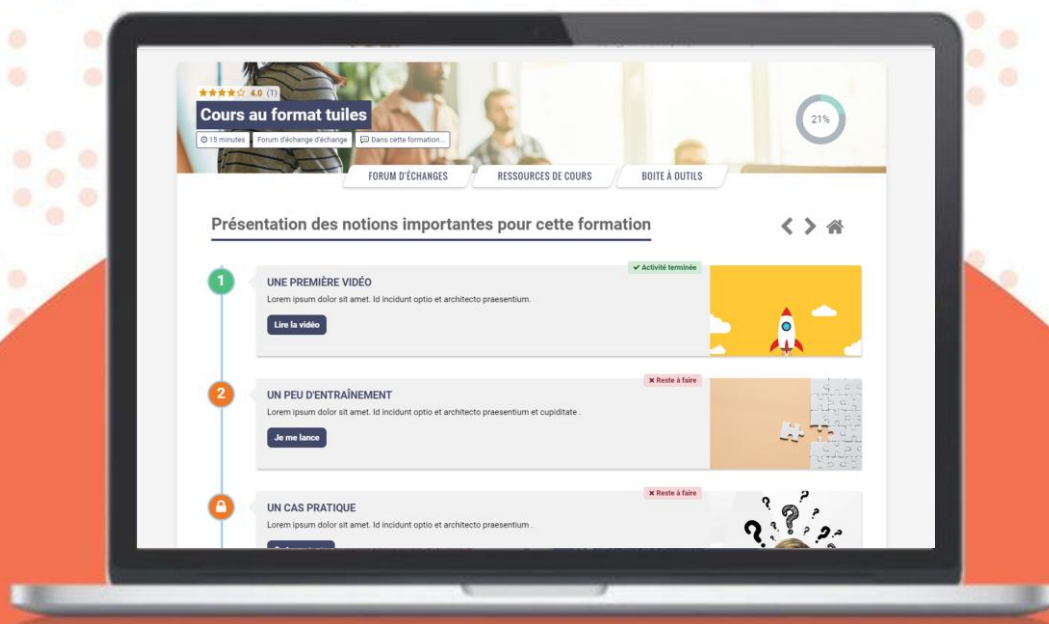 4.0 (1)
Cours au format tuiles
15 minutes
Forum d'échange d'échange
Dans cette formation...
21%
FORUM D'ÉCHANGES
RESSOURCES DE COURS
BOITE À OUTILS
Présentation des notions importantes pour cette formation
Activité terminée
1
UNE PREMIÈRE VIDÉO
Lorem ipsum dolor sit amet. Id incidunt optio et architecto praesentium.
Lire la vidéo
Reste à faire
2
UN PEU D'ENTRAÎNEMENT
Lorem ipsum dolor sit amet. Id incidunt optio et architecto praesentium et cupiditate .
Je me lance
Reste à faire
UN CAS PRATIQUE
Lorem ipsum dolor sit amet. Id incidunt optio et architecto praesentium .